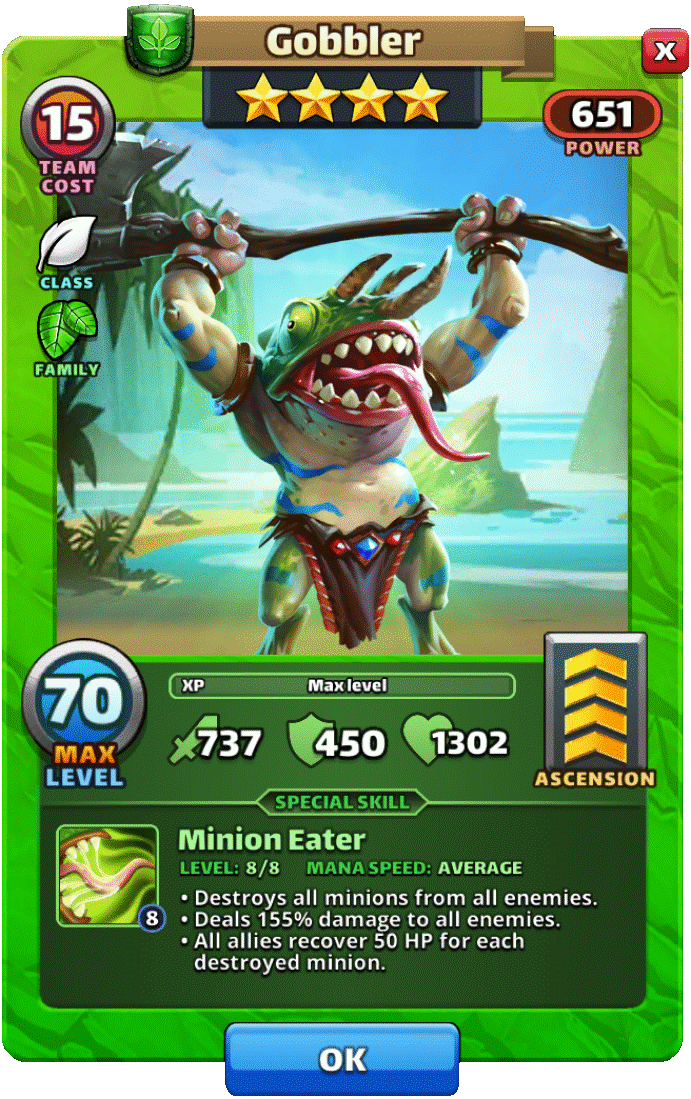 Gobbler
15
TEAM
COST
651
POWER
X
CLASS
FAMILY
70
MAX
LEVEL
XP
Max level
737
450
1302
ASCENSION
SPECIAL SKILL
Minion Eater
LEVEL: 8/8 MANA SPEED: AVERAGE
8
• Destroys all minions from all enemies.
• Deals 155% damage to all enemies.
• All allies recover 50 HP for each
destroyed minion.
OK